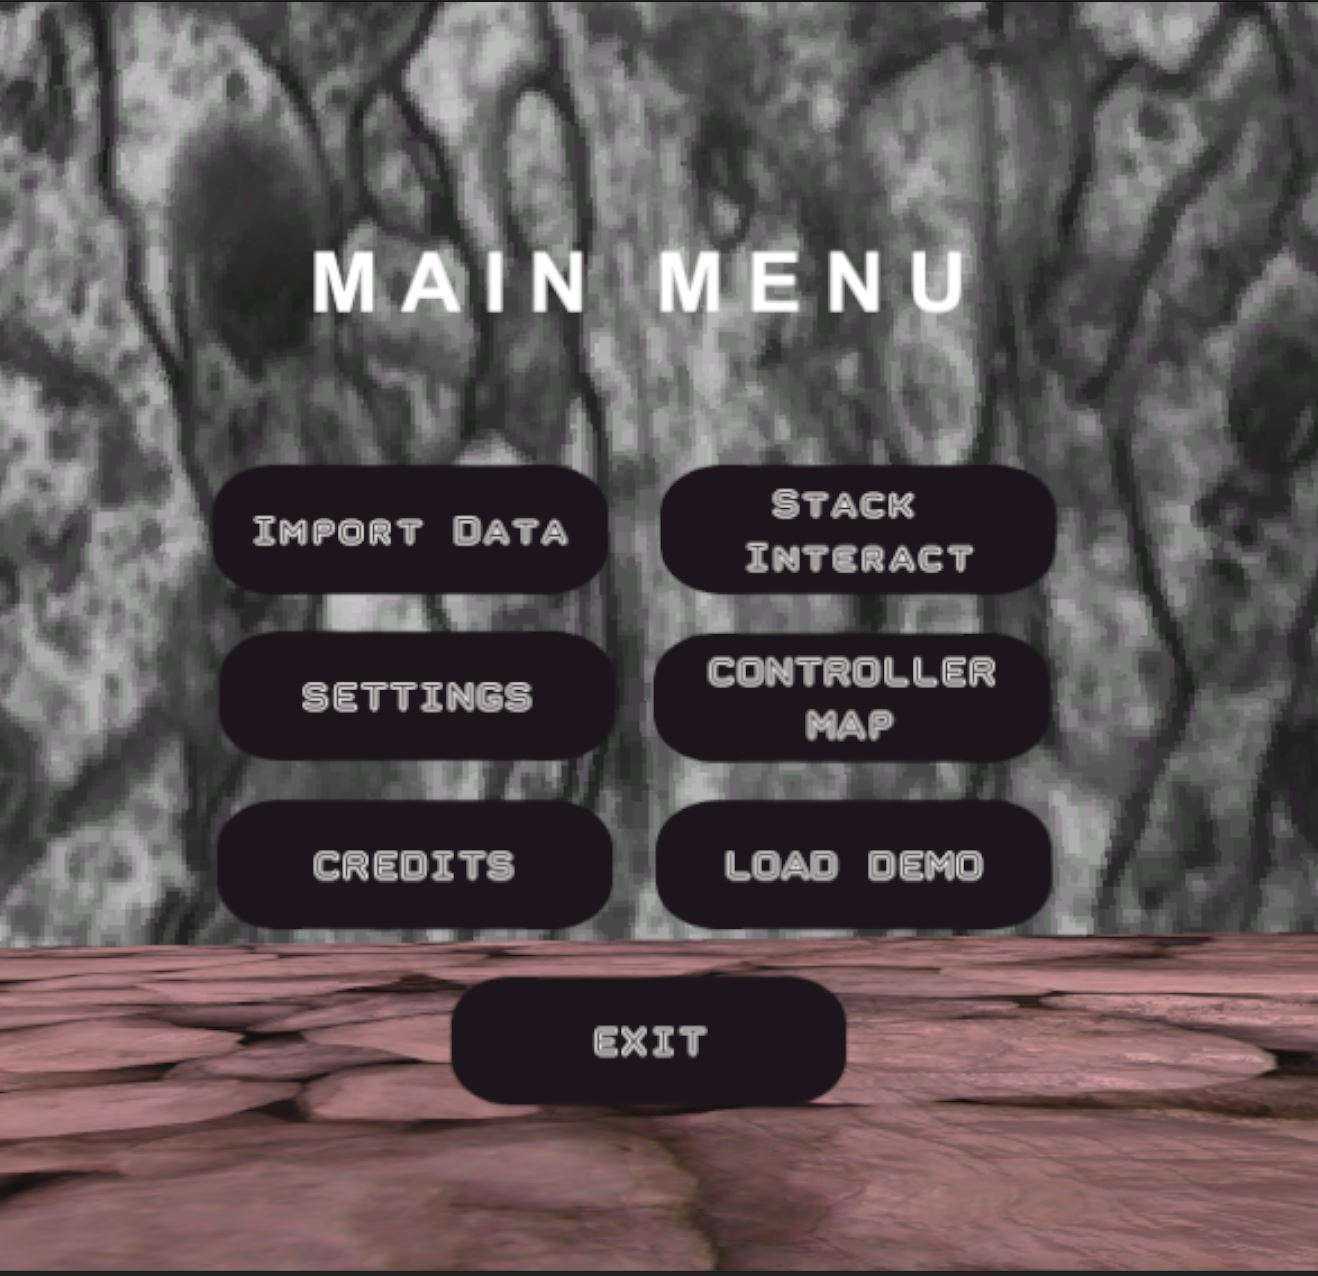 MAIN MENU
Import Data
Stack
Interact
SETTINGS
CONTROLLER
MAP
CREDITS
LOAD DEMO
EXIT